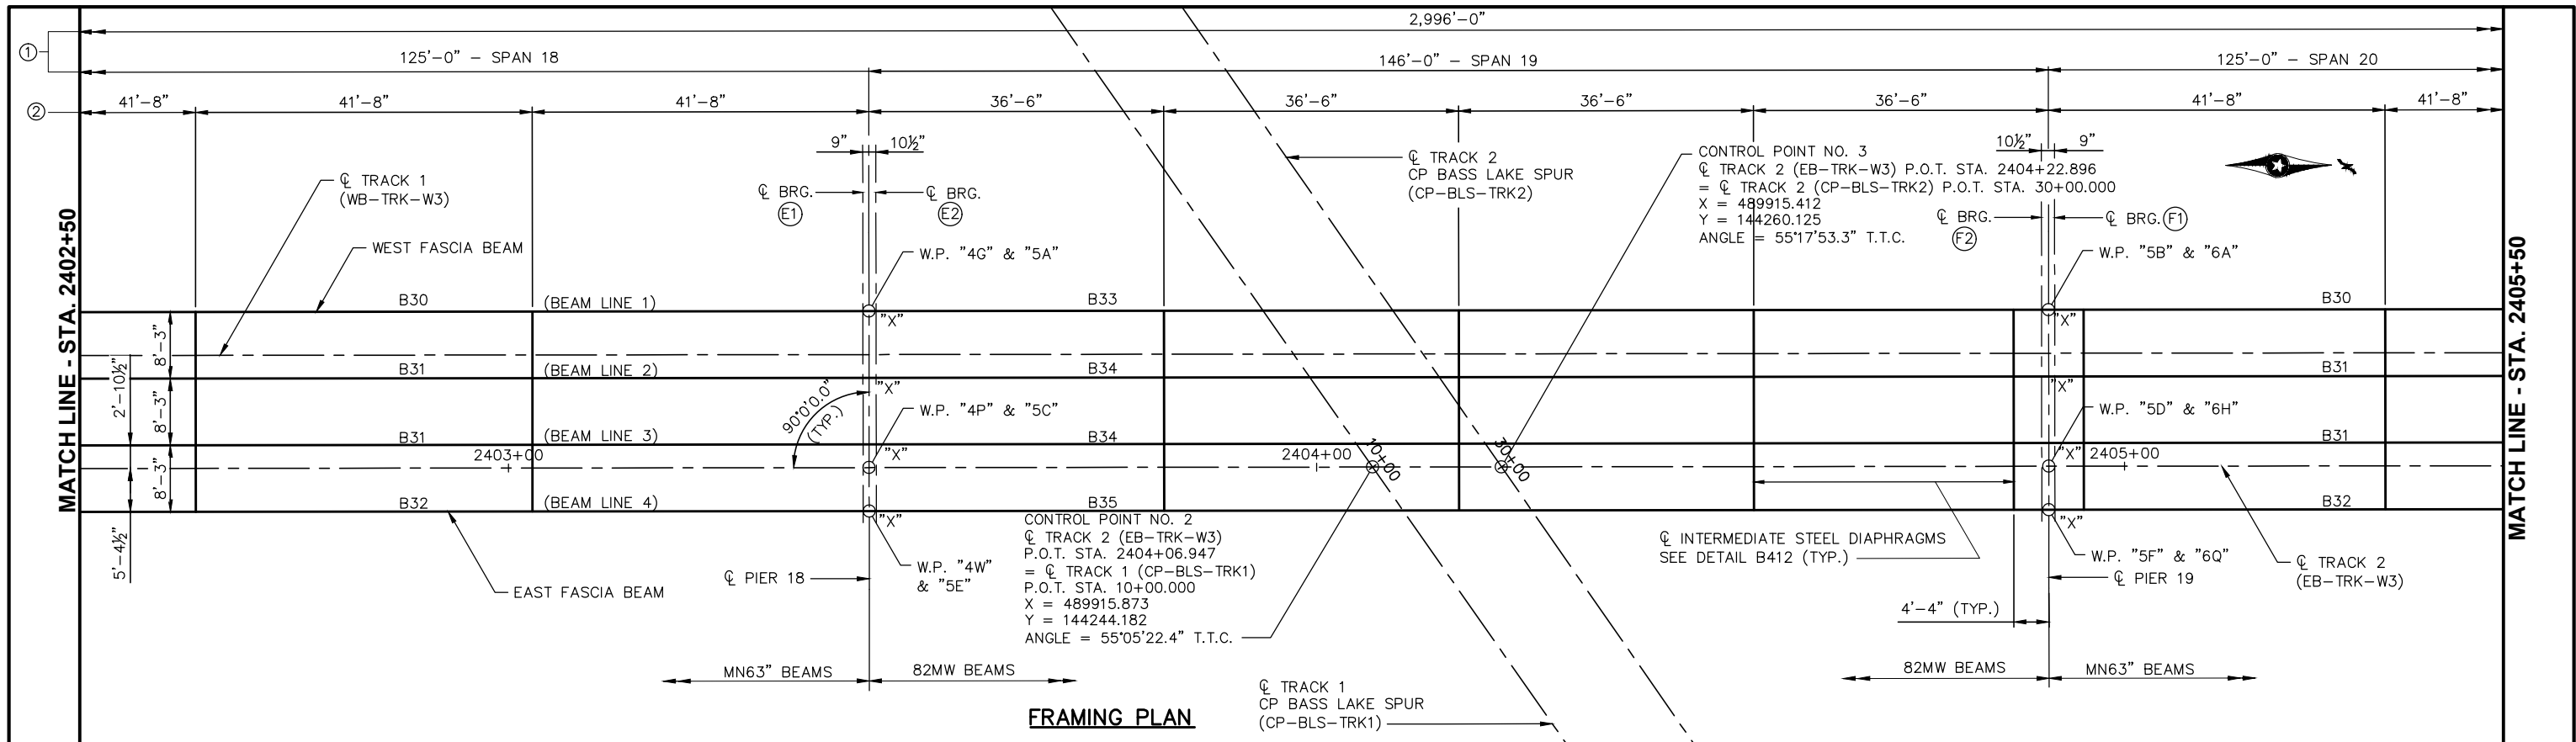 2,996'-0"
①
125'-0" - SPAN 18
146'-0" - SPAN 19
125'-0" - SPAN 20
②
41'-8"
41'-8"
41'-8"
36'-6"
36'-6"
36'-6"
36'-6"
41'-8"
41'-8"
9"
10½"
10½"
9"
℄ TRACK 1
(WB-TRK-W3)
WEST FASCIA BEAM
℄ BRG.
E1
℄ BRG.
E2
℄ TRACK 2
CP BASS LAKE SPUR
(CP-BLS-TRK2)
CONTROL POINT NO. 3
℄ TRACK 2 (EB-TRK-W3) P.O.T. STA. 2404+22.896
= ℄ TRACK 2 (CP-BLS-TRK2) P.O.T. STA. 30+00.000
X = 489915.412
Y = 144260.125
ANGLE = 55°17'53.3" T.T.C.
℄ BRG.
F2
℄ BRG. F1
MATCH LINE - STA. 2402+50
MATCH LINE - STA. 2405+50
W.P. "4G" & "5A"
W.P. "5B" & "6A"
B30
(BEAM LINE 1)
B33
B30
"X"
"X"
8'-3"
2'-10½"
B31
(BEAM LINE 2)
B34
B31
"X"
"X"
8'-3"
90°0'0.0"
(TYP.)
W.P. "4P" & "5C"
W.P. "5D" & "6H"
B31
(BEAM LINE 3)
B34
B31
2403+00
"X"
2404+00
10+00
30+00
"X"
2405+00
8'-3"
B32
(BEAM LINE 4)
B35
B32
"X"
"X"
5'-4½"
EAST FASCIA BEAM
℄ PIER 18
W.P. "4W"
& "5E"
CONTROL POINT NO. 2
℄ TRACK 2 (EB-TRK-W3)
P.O.T. STA. 2404+06.947
= ℄ TRACK 1 (CP-BLS-TRK1)
P.O.T. STA. 10+00.000
X = 489915.873
Y = 144244.182
ANGLE = 55°05'22.4" T.T.C.
℄ INTERMEDIATE STEEL DIAPHRAGMS
SEE DETAIL B412 (TYP.)
W.P. "5F" & "6Q"
℄ PIER 19
℄ TRACK 2
(EB-TRK-W3)
4'-4" (TYP.)
MN63" BEAMS
82MW BEAMS
82MW BEAMS
MN63" BEAMS
℄ TRACK 1
CP BASS LAKE SPUR
(CP-BLS-TRK1)
FRAMING PLAN